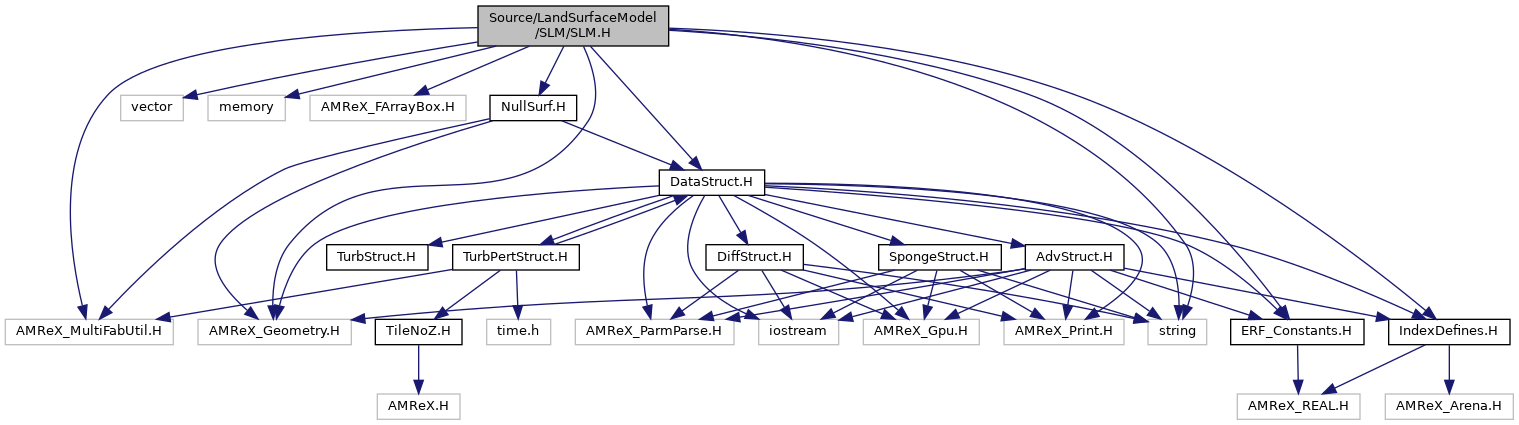 Source/LandSurfaceModel
/SLM/SLM.H
vector
memory
AMReX_FArrayBox.H
NullSurf.H
DataStruct.H
TurbStruct.H
TurbPertStruct.H
DiffStruct.H
SpongeStruct.H
AdvStruct.H
AMReX_MultiFabUtil.H
AMReX_Geometry.H
TileNoZ.H
time.h
AMReX_ParmParse.H
iostream
AMReX_Gpu.H
AMReX_Print.H
string
ERF_Constants.H
IndexDefines.H
AMReX.H
AMReX_REAL.H
AMReX_Arena.H